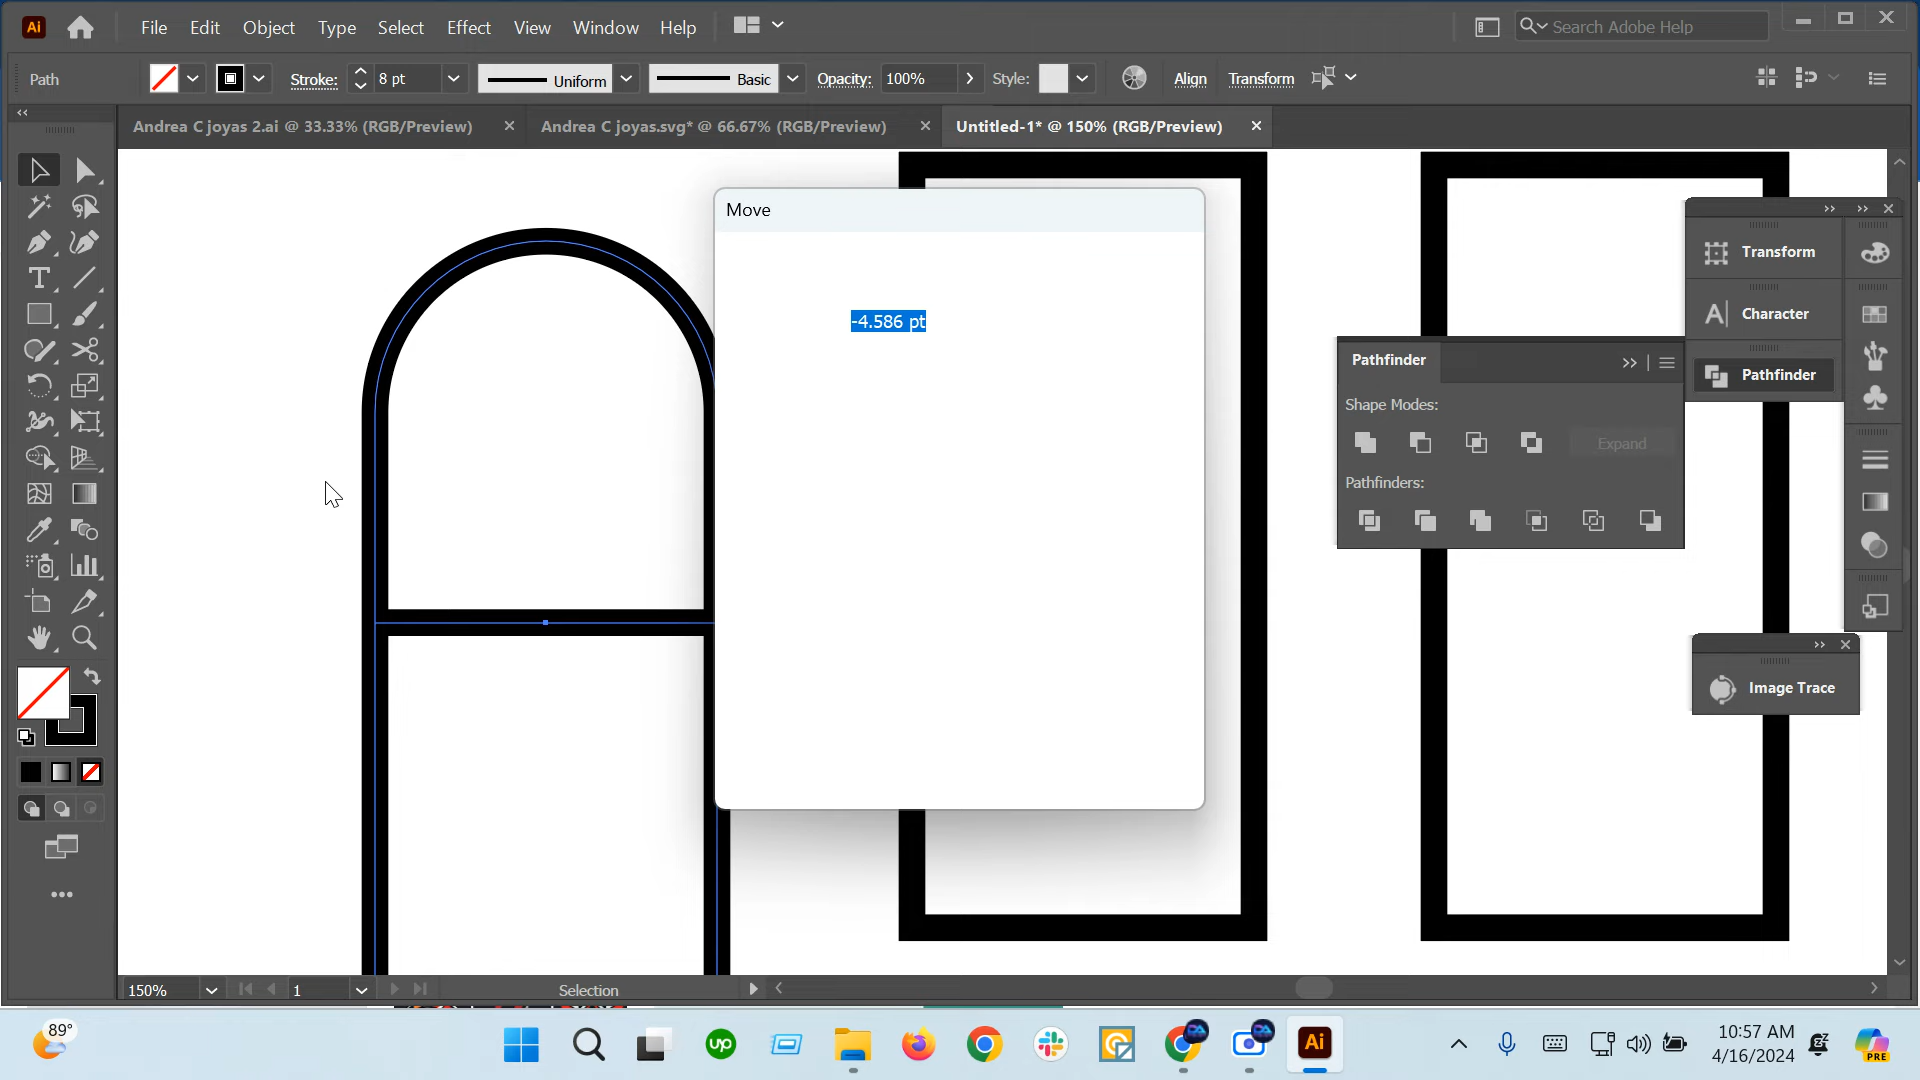 Ai File Edit Object Type Select Effect View Window Help Search Adobe Help
Path Stroke: 8 pt Uniform Basic Opacity: 100% Style: Align Transform
Andrea C joyas 2.ai @ 33.33% (RGB/Preview) Andrea C joyas.svg* @ 66.67% (RGB/Preview) Untitled-1* @ 150% (RGB/Preview)
Move
-4.586 pt
Transform
Character
Pathfinder
Pathfinder
Shape Modes:
Expand
Pathfinders:
Image Trace
150% 1 Selection
89°
up
Ai
10:57 AM
4/16/2024
PRE